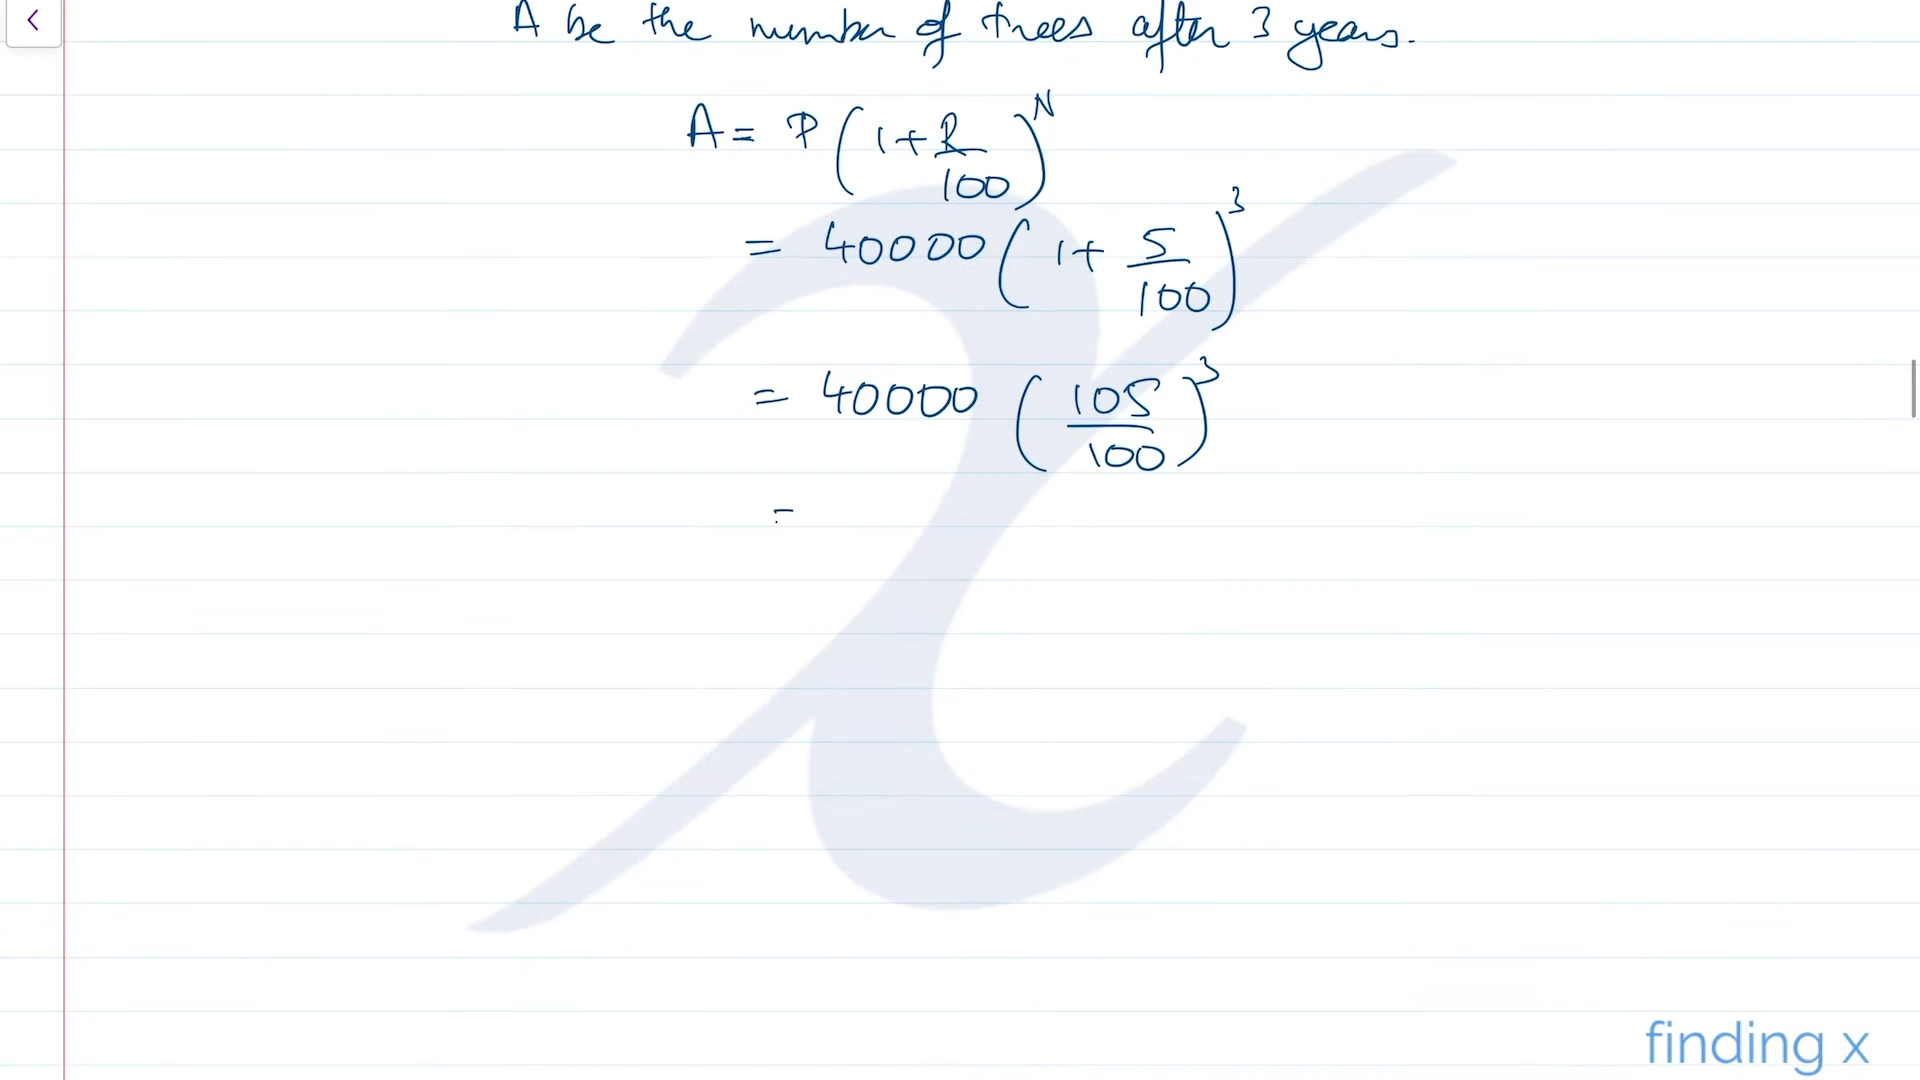 A be the number of trees after 3 years.
A = P (1 + R/100)^N
= 40000 (1 + 5/100)^3
= 40000 (105/100)^3
=
finding x